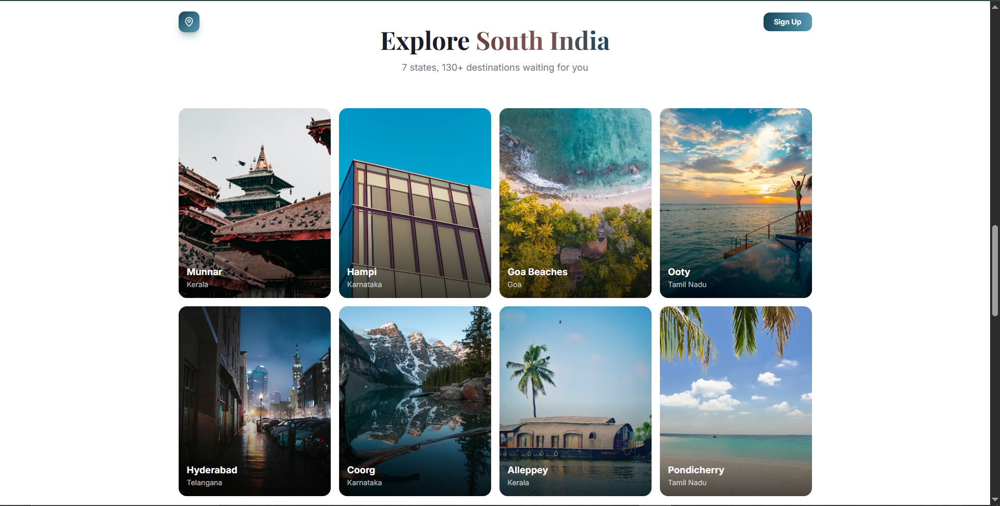 Sign Up
Explore South India
7 states, 130+ destinations waiting for you
Munnar
Kerala
Hampi
Karnataka
Goa Beaches
Goa
Ooty
Tamil Nadu
Hyderabad
Telangana
Coorg
Karnataka
Alleppey
Kerala
Pondicherry
Tamil Nadu